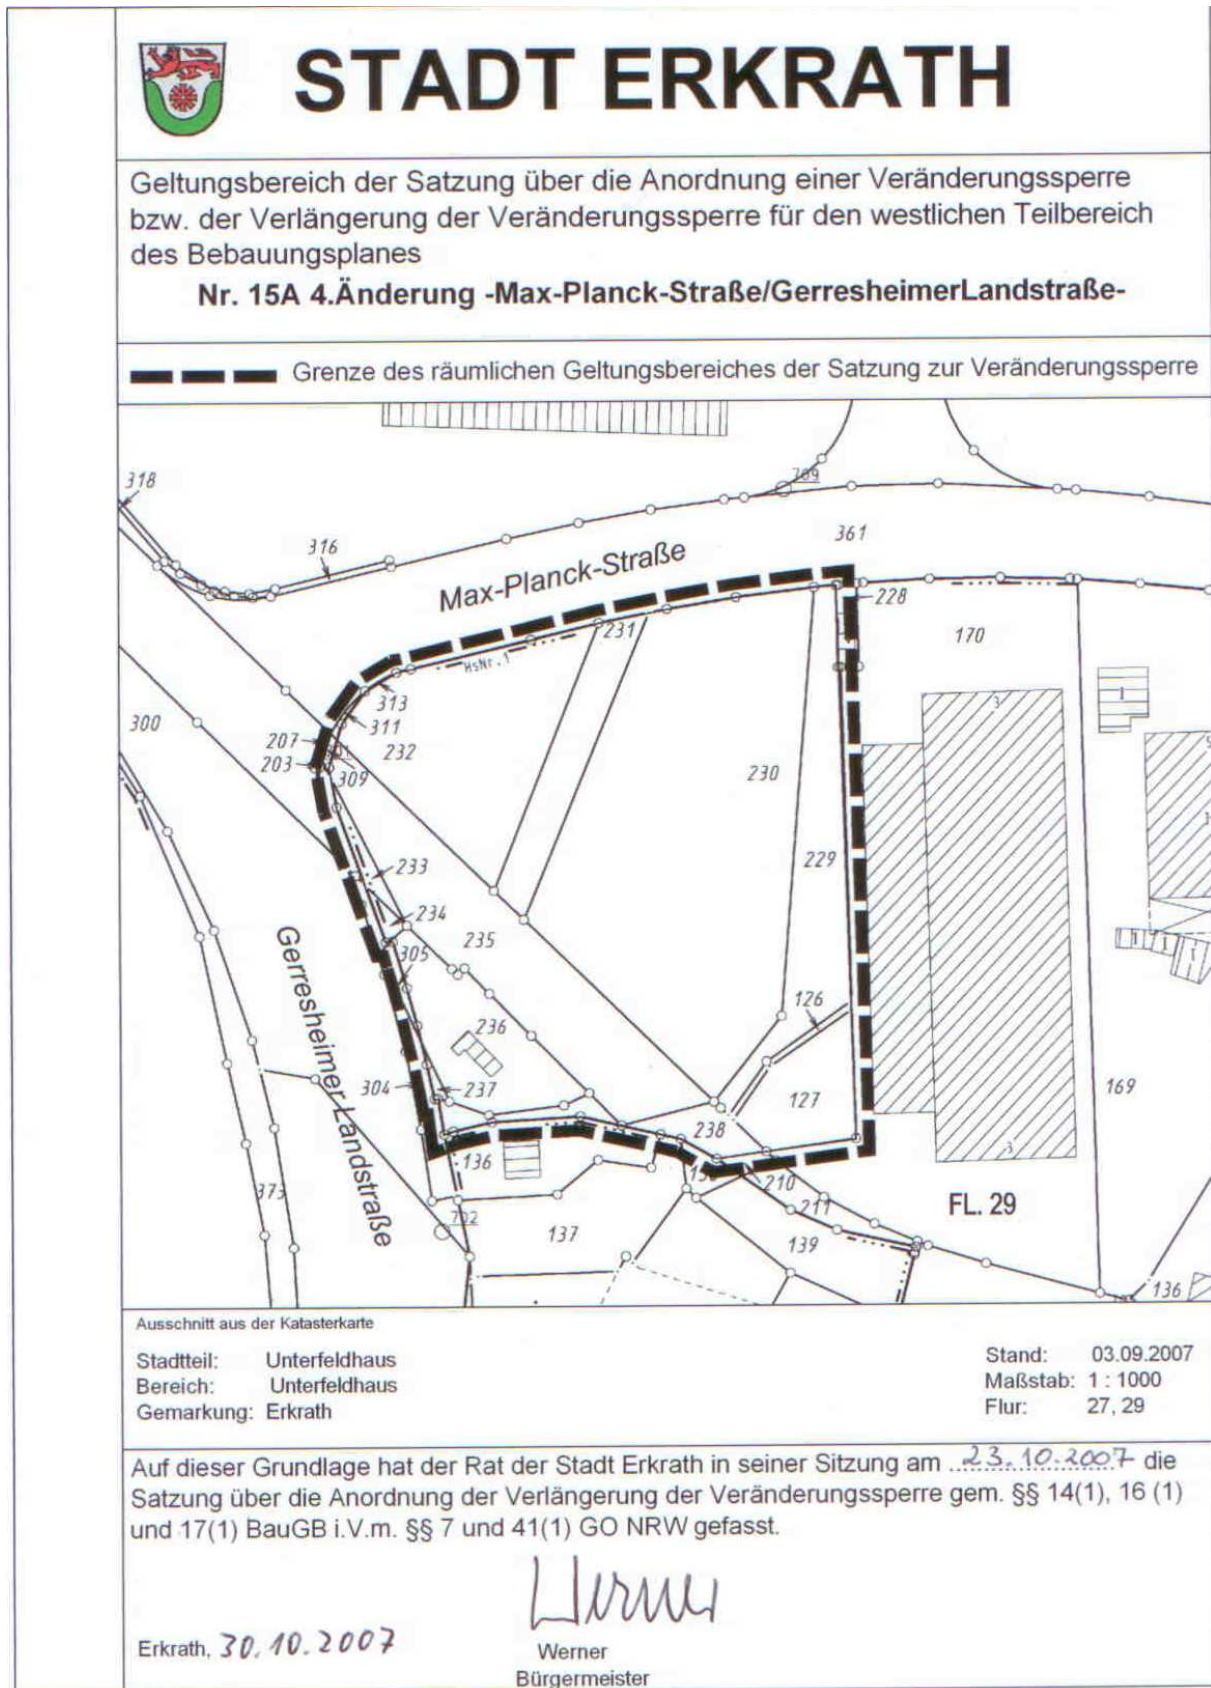 STADT ERKRATH
Geltungsbereich der Satzung über die Anordnung einer Veränderungssperre
bzw. der Verlängerung der Veränderungssperre für den westlichen Teilbereich
des Bebauungsplanes
Nr. 15A 4.Änderung -Max-Planck-Straße/GerresheimerLandstraße-
Grenze des räumlichen Geltungsbereiches der Satzung zur Veränderungssperre
709
318
316
361
Max-Planck-Straße
228
231
170
HsNr.1
313
3
311
300
207
232
203
309
230
233
229
234
235
305
126
236
Gerresheimer Landstraße
304
237
127
169
238
136
210
373
211
FL. 29
702
137
139
136
3
Ausschnitt aus der Katasterkarte
Stadtteil: Unterfeldhaus
Bereich: Unterfeldhaus
Gemarkung: Erkrath
Stand: 03.09.2007
Maßstab: 1 : 1000
Flur: 27, 29
Auf dieser Grundlage hat der Rat der Stadt Erkrath in seiner Sitzung am 23.10.2007 die
Satzung über die Anordnung der Verlängerung der Veränderungssperre gem. §§ 14(1), 16 (1)
und 17(1) BauGB i.V.m. §§ 7 und 41(1) GO NRW gefasst.
Werner
Erkrath, 30.10.2007
Werner
Bürgermeister